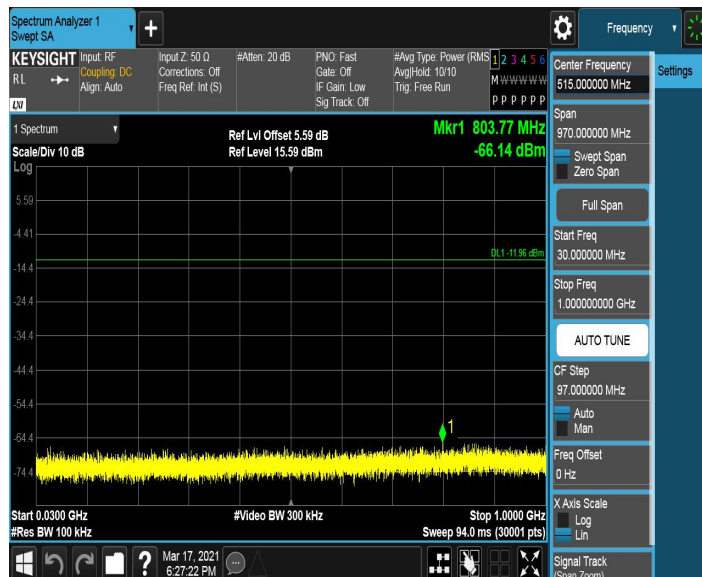 Spectrum Analyzer 1
Swept SA
+
Frequency
KEYSIGHT
Input: RF
Input Z: 50 Ω
#Atten: 20 dB
PNO: Fast
#Avg Type: Power (RMS
1 2 3 4 5 6
RL
Coupling: DC
Corrections: Off
Gate: Off
Avg|Hold: 10/10
M W W W W W
Align: Auto
Freq Ref: Int (S)
IF Gain: Low
Trig: Free Run
Sig Track: Off
P P P P P P
LXI
1 Spectrum
Ref Lvl Offset 5.59 dB
Mkr1 803.77 MHz
Scale/Div 10 dB
Ref Level 15.59 dBm
-66.14 dBm
Log
5.59
-4.41
DL1 -11.96 dBm
-14.4
-24.4
-34.4
-44.4
-54.4
1
-64.4
-74.4
Start 0.0300 GHz
#Video BW 300 kHz
Stop 1.0000 GHz
#Res BW 100 kHz
Sweep 94.0 ms (30001 pts)
?
Mar 17, 2021
6:27:22 PM
Center Frequency
515.000000 MHz
Settings
Span
970.000000 MHz
Swept Span
Zero Span
Full Span
Start Freq
30.000000 MHz
Stop Freq
1.000000000 GHz
AUTO TUNE
CF Step
97.000000 MHz
Auto
Man
Freq Offset
0 Hz
X Axis Scale
Log
Lin
Signal Track
(Span Zoom)